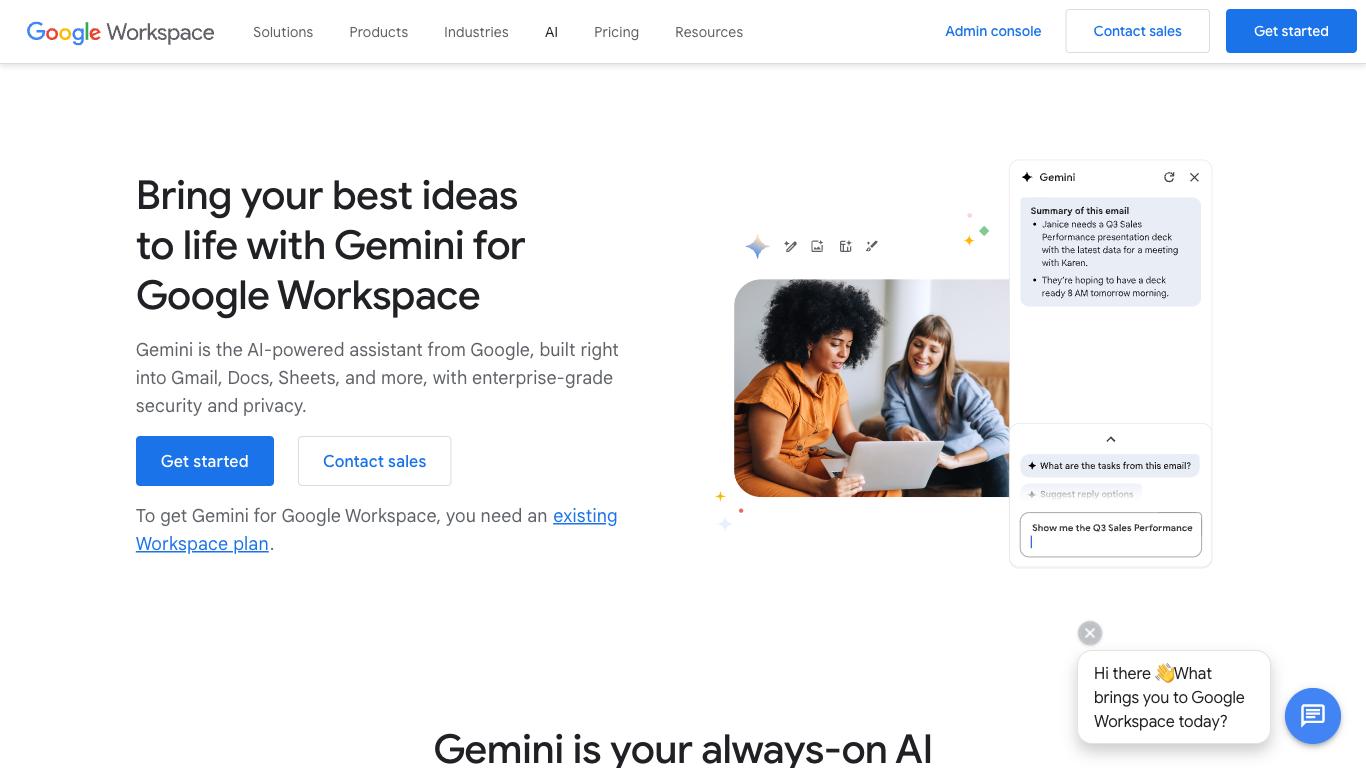 Google Workspace
Solutions
Products
Industries
AI
Pricing
Resources
Admin console
Contact sales
Get started
Bring your best ideas
to life with Gemini for
Google Workspace
Gemini is the AI-powered assistant from Google, built right
into Gmail, Docs, Sheets, and more, with enterprise-grade
security and privacy.
Get started
Contact sales
To get Gemini for Google Workspace, you need an existing
Workspace plan.
Gemini
Summary of this email
• Janice needs a Q3 Sales
Performance presentation deck
with the latest data for a meeting
with Karen.
• They're hoping to have a deck
ready 8 AM tomorrow morning.
What are the tasks from this email?
Suggest reply options
Show me the Q3 Sales Performance
Hi there 👋What
brings you to Google
Workspace today?
Gemini is your always-on AI